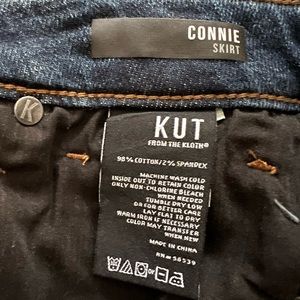 CONNIE
SKIRT
K
KUT
FROM THE KLOTH®
98% COTTON/2% SPANDEX
MACHINE WASH COLD
INSIDE OUT TO RETAIN COLOR
ONLY NON-CHLORINE BLEACH
WHEN NEEDED
TUMBLE DRY LOW
OR FOR BETTER CARE
LAY FLAT TO DRY
WARM IRON IF NECESSARY
COLOR MAY TRANSFER
WHEN NEW
MADE IN CHINA
RN# 58539